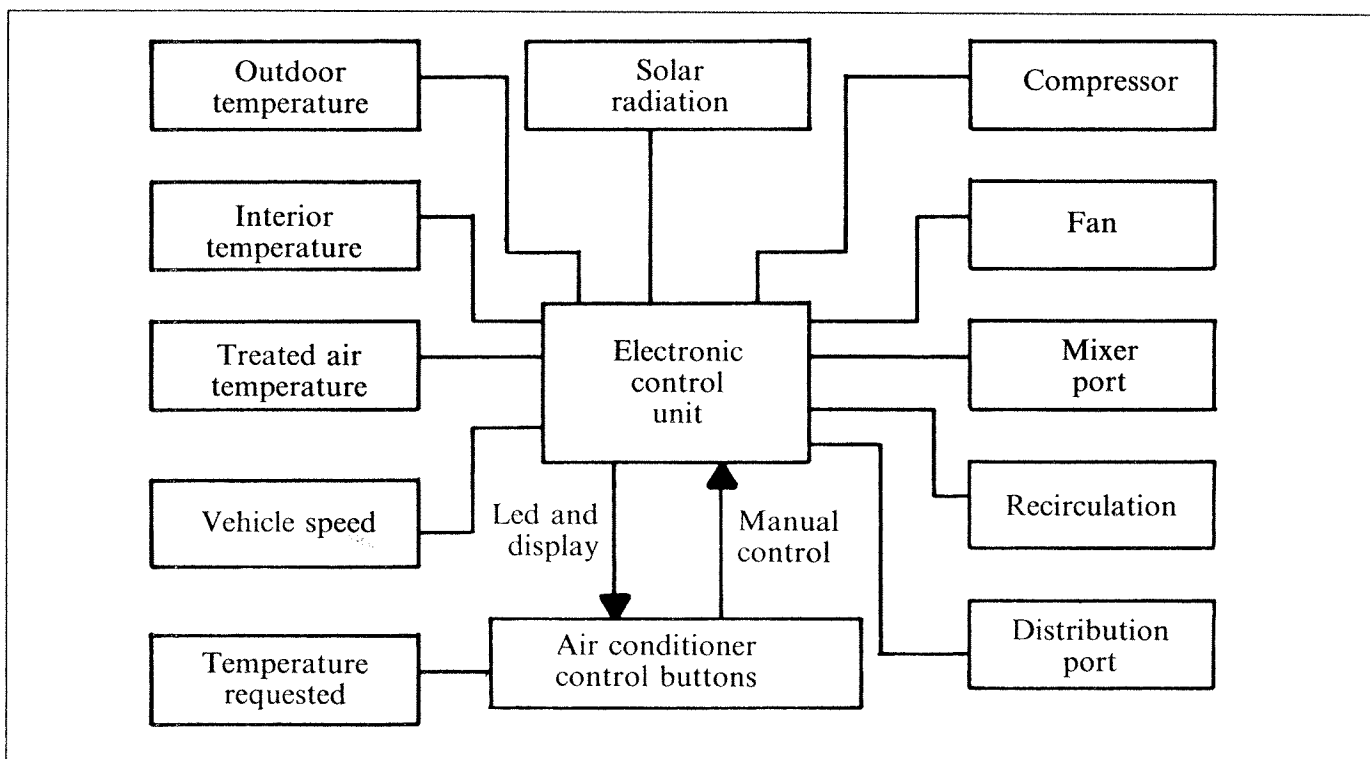 Outdoor
temperature
Solar
radiation
Compressor
Interior
temperature
Fan
Treated air
temperature
Electronic
control
unit
Mixer
port
Vehicle speed
Led and
display
Manual
control
Recirculation
Temperature
requested
Air conditioner
control buttons
Distribution
port